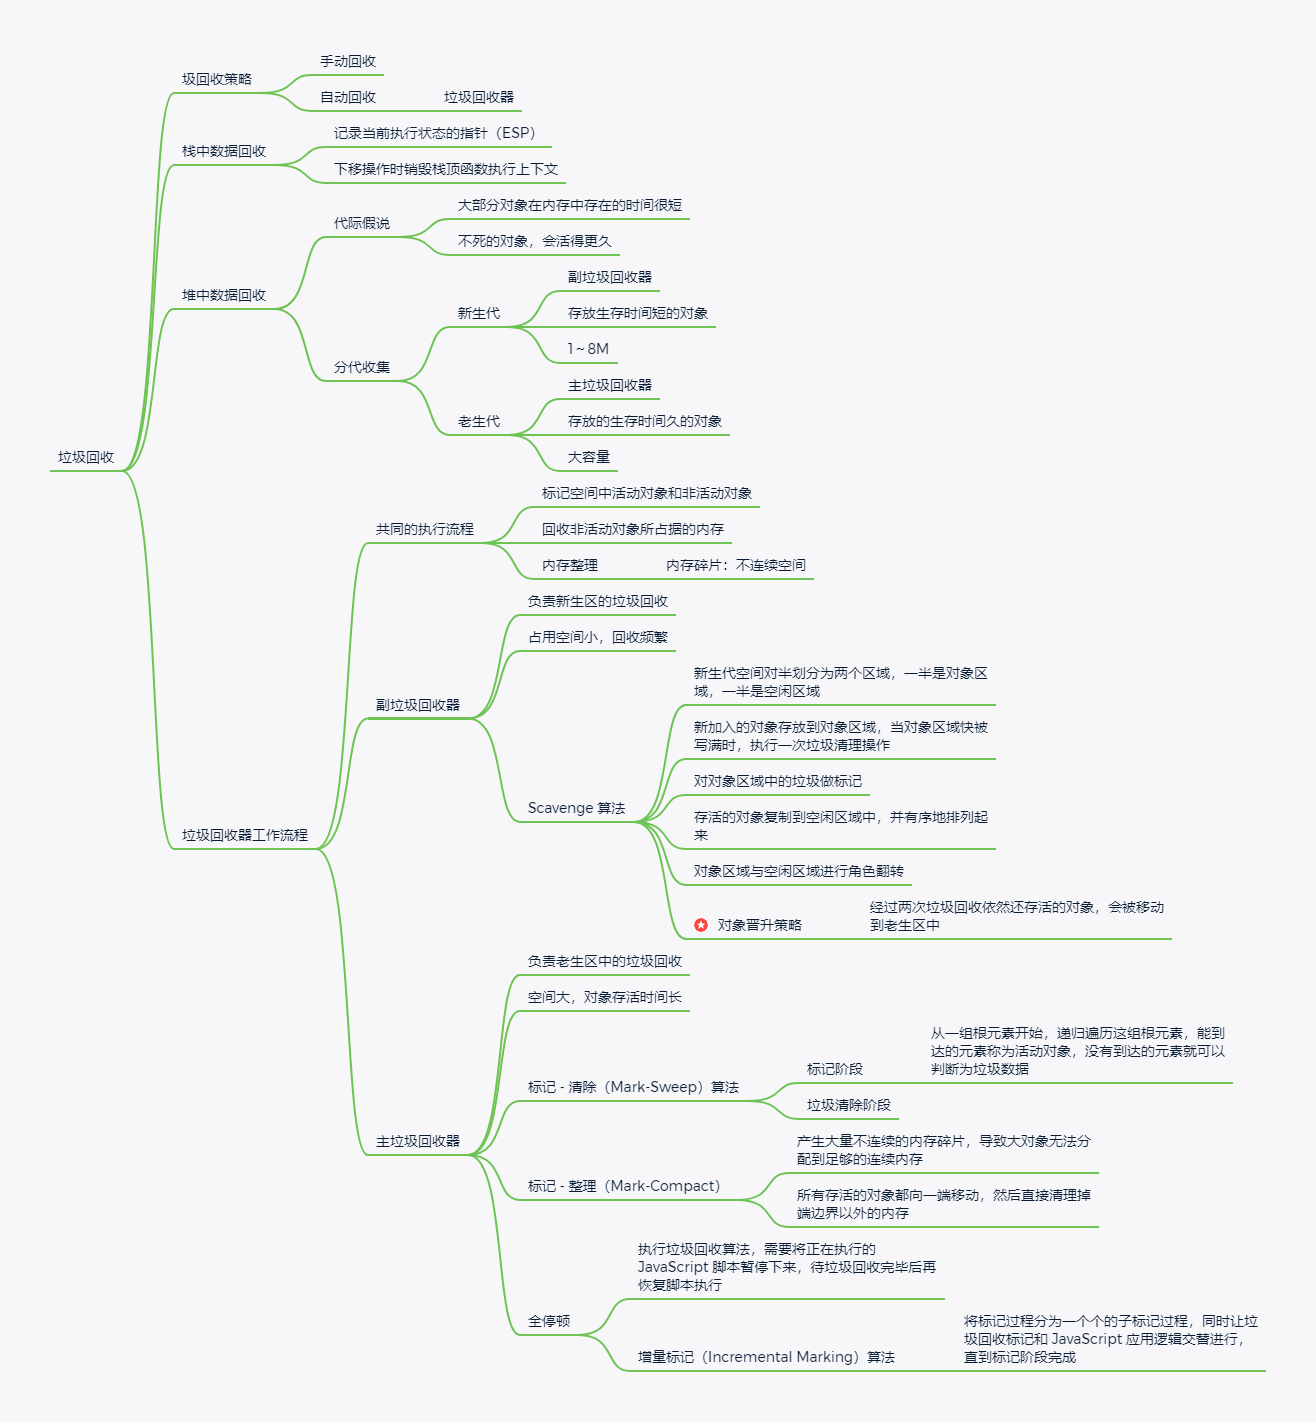 手动回收
圾回收策略
自动回收
垃圾回收器
记录当前执行状态的指针（ESP）
栈中数据回收
下移操作时销毁栈顶函数执行上下文
大部分对象在内存中存在的时间很短
代际假说
不死的对象，会活得更久
副垃圾回收器
堆中数据回收
新生代
存放生存时间短的对象
1 ~ 8M
分代收集
主垃圾回收器
老生代
存放的生存时间久的对象
垃圾回收
大容量
标记空间中活动对象和非活动对象
共同的执行流程
回收非活动对象所占据的内存
内存整理
内存碎片：不连续空间
负责新生区的垃圾回收
占用空间小，回收频繁
新生代空间对半划分为两个区域，一半是对象区
域，一半是空闲区域
副垃圾回收器
新加入的对象存放到对象区域，当对象区域快被
写满时，执行一次垃圾清理操作
对对象区域中的垃圾做标记
Scavenge 算法
存活的对象复制到空闲区域中，并有序地排列起
来
垃圾回收器工作流程
对象区域与空闲区域进行角色翻转
对象晋升策略
经过两次垃圾回收依然还存活的对象，会被移动
到老生区中
负责老生区中的垃圾回收
空间大，对象存活时间长
标记 - 清除（Mark-Sweep）算法
标记阶段
从一组根元素开始，递归遍历这组根元素，能到
达的元素称为活动对象，没有到达的元素就可以
判断为垃圾数据
垃圾清除阶段
主垃圾回收器
标记 - 整理（Mark-Compact）
产生大量不连续的内存碎片，导致大对象无法分
配到足够的连续内存
所有存活的对象都向一端移动，然后直接清理掉
端边界以外的内存
执行垃圾回收算法，需要将正在执行的
JavaScript 脚本暂停下来，待垃圾回收完毕后再
恢复脚本执行
全停顿
增量标记（Incremental Marking）算法
将标记过程分为一个个的子标记过程，同时让垃
圾回收标记和 JavaScript 应用逻辑交替进行，
直到标记阶段完成